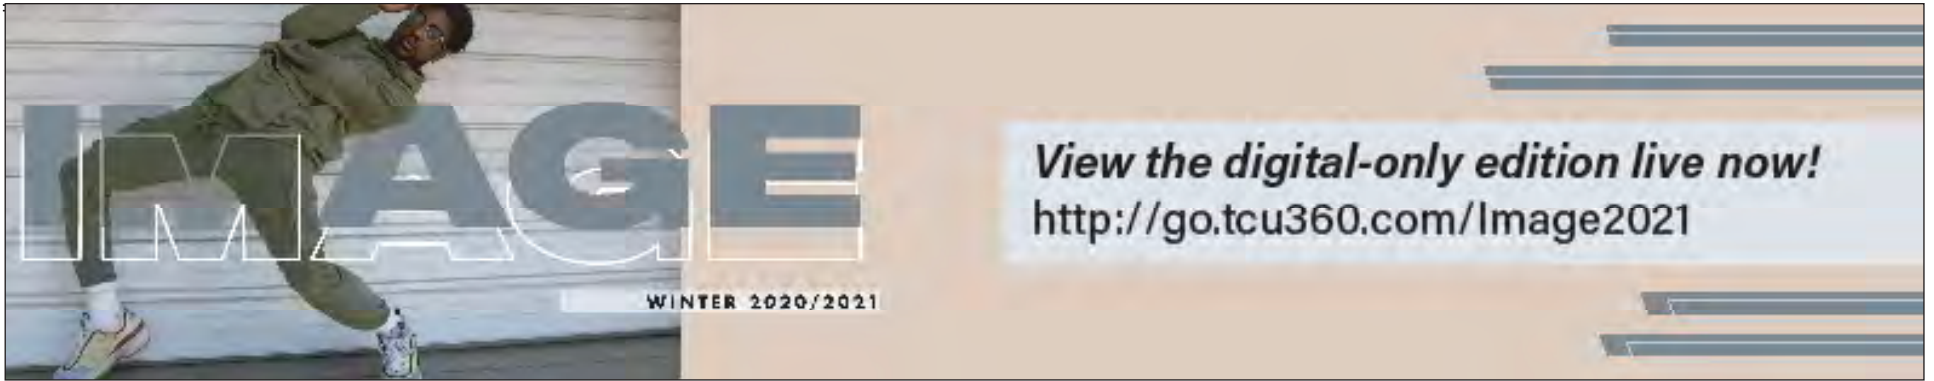 IMAGE
WINTER 2020/2021
View the digital-only edition live now!
http://go.tcu360.com/Image2021